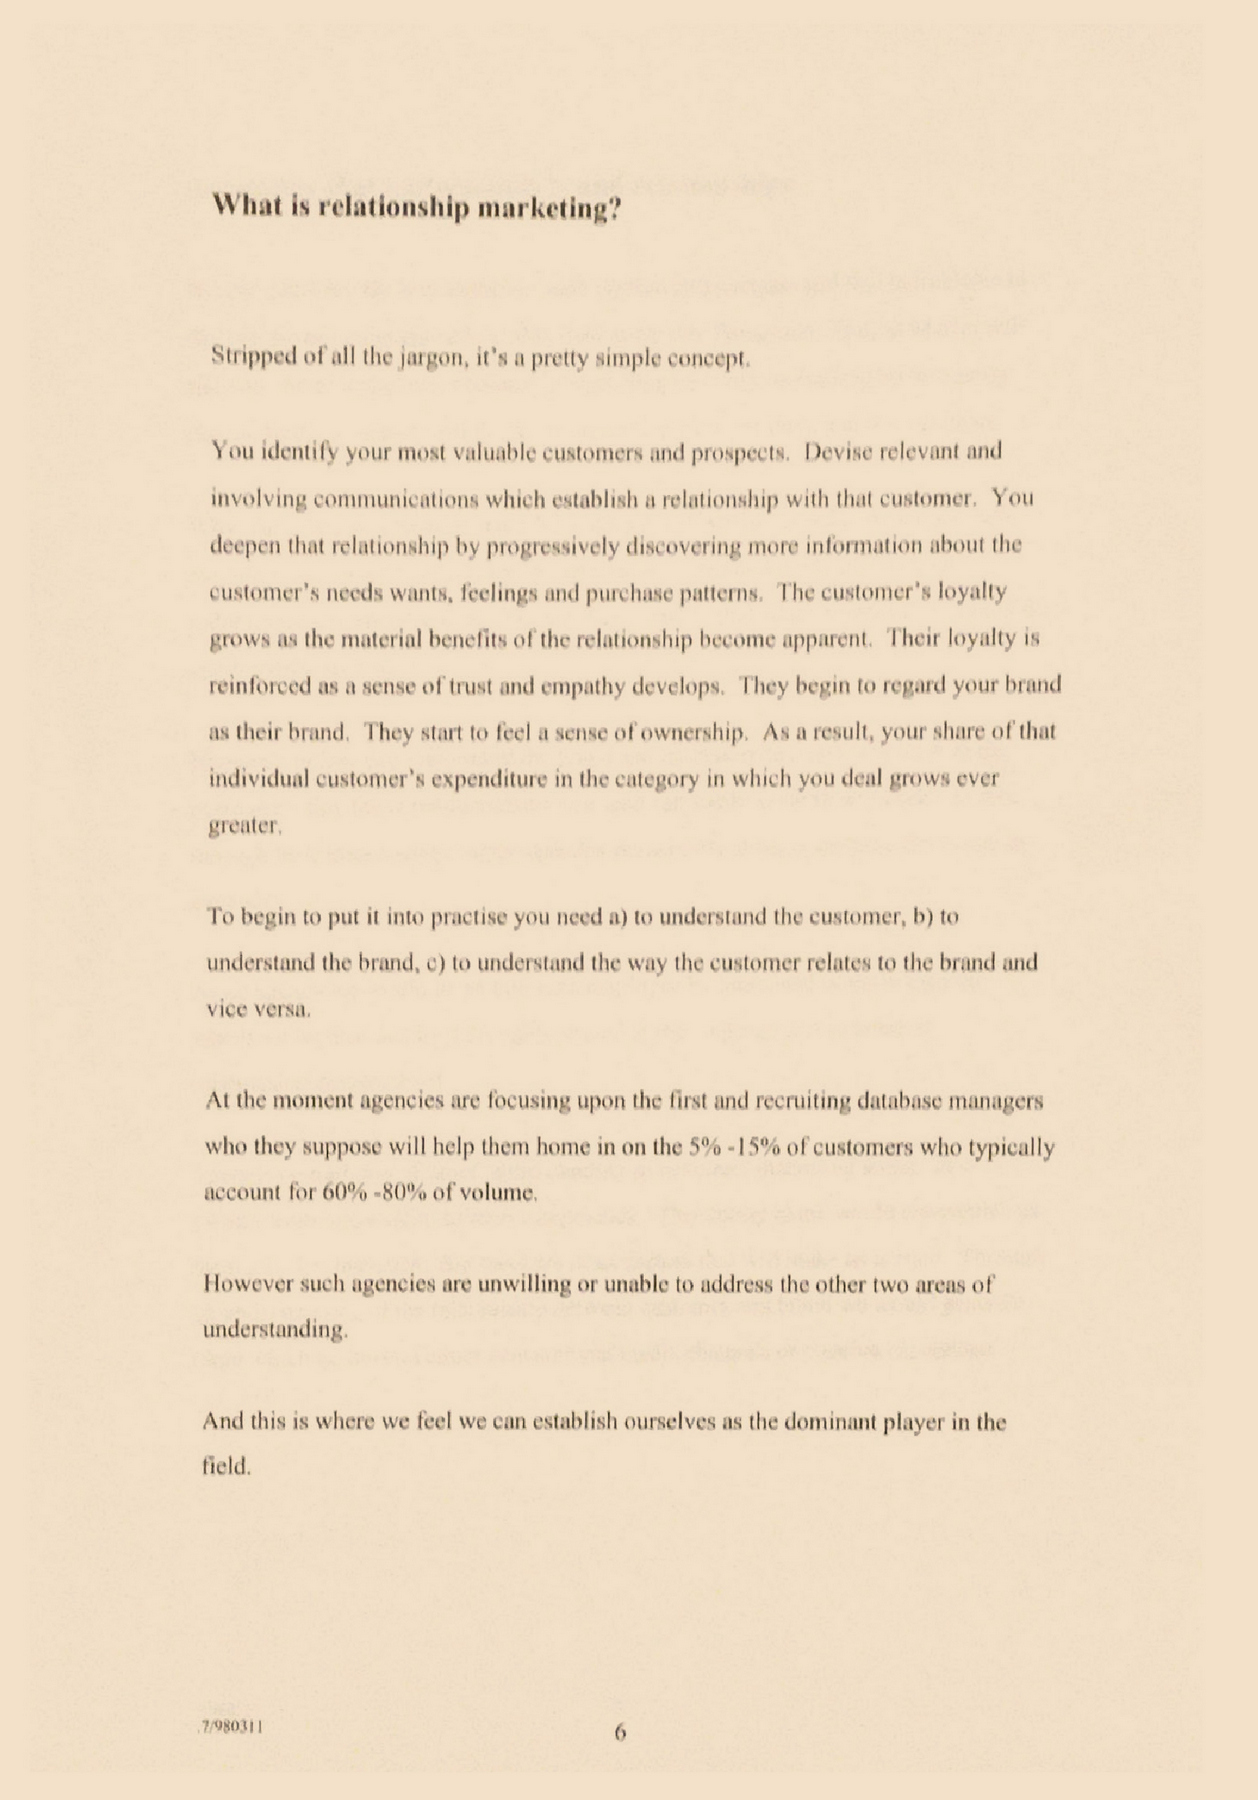 What is relationship marketing?
Stripped of all the jargon, it's a pretty simple concept.
You identify your most valuable customers and prospects. Devise relevant and
involving communications which establish a relationship with that customer. You
deepen that relationship by progressively discovering more information about the
customer's needs wants, feelings and purchase patterns. The customer's loyalty
grows as the material benefits of the relationship become apparent. Their loyalty is
reinforced as a sense of trust and empathy develops. They begin to regard your brand
as their brand. They start to feel a sense of ownership. As a result, your share of that
individual customer's expenditure in the category in which you deal grows ever
greater.
To begin to put it into practise you need a) to understand the customer, b) to
understand the brand, c) to understand the way the customer relates to the brand and
vice versa.
At the moment agencies are focusing upon the first and recruiting database managers
who they suppose will help them home in on the 5% -15% of customers who typically
account for 60% -80% of volume.
However such agencies are unwilling or unable to address the other two areas of
understanding.
And this is where we feel we can establish ourselves as the dominant player in the
field.
.7/980311
6